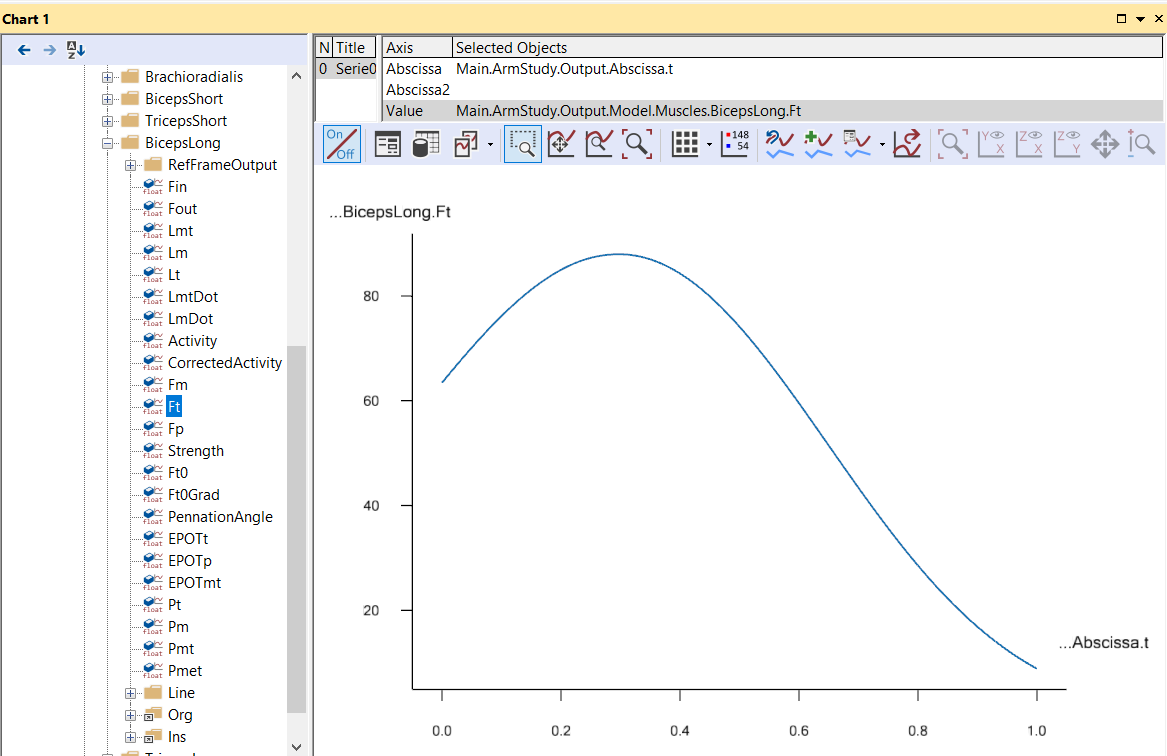 Chart 1
A
Z
Brachioradialis
BicepsShort
TricepsShort
BicepsLong
RefFrameOutput
float Fin
float Fout
float Lmt
float Lm
float Lt
float LmtDot
float LmDot
float Activity
float CorrectedActivity
float Fm
float Ft
float Fp
float Strength
float Ft0
float Ft0Grad
float PennationAngle
float EPOTt
float EPOTp
float EPOTmt
float Pt
float Pm
float Pmt
float Pmet
Line
Org
Ins
N Title
0 Serie0
Axis Selected Objects
Abscissa Main.ArmStudy.Output.Abscissa.t
Abscissa2
Value Main.ArmStudy.Output.Model.Muscles.BicepsLong.Ft
On
Off
148
54
Y
X
Z
X
Z
Y
...BicepsLong.Ft
80
60
40
20
...Abscissa.t
0.0 0.2 0.4 0.6 0.8 1.0